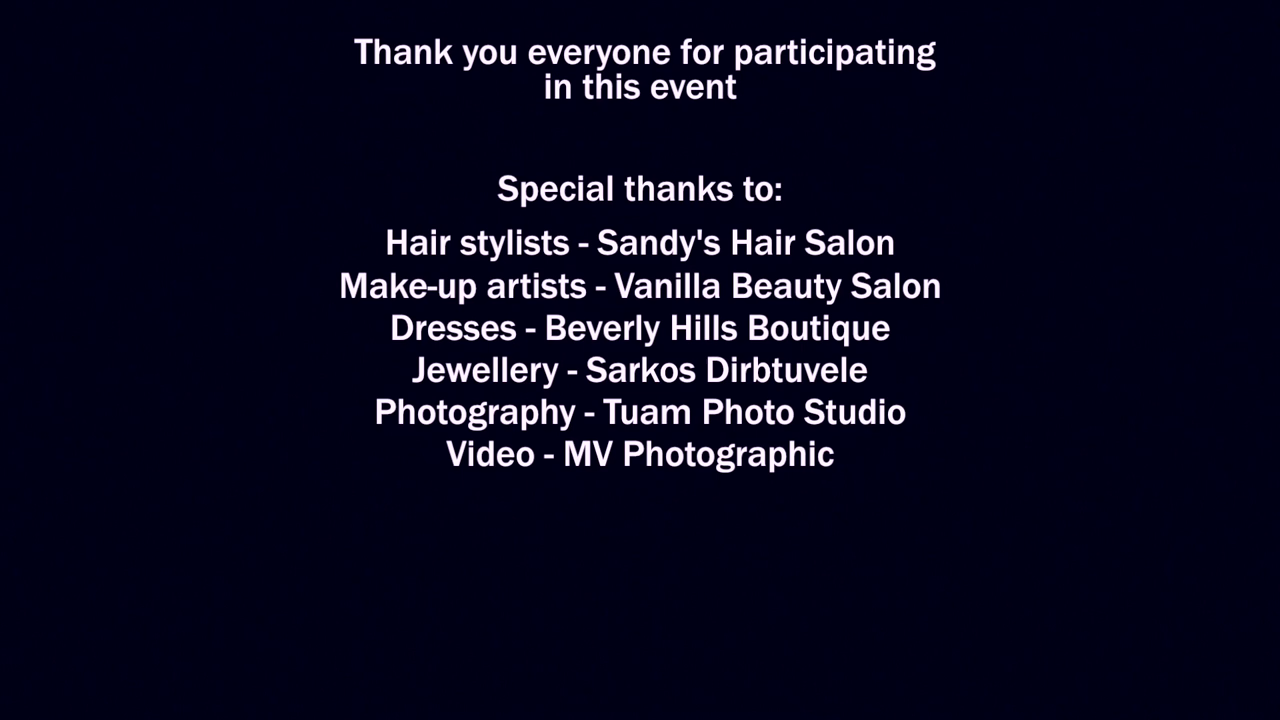 Thank you everyone for participating
in this event
Special thanks to:
Hair stylists - Sandy's Hair Salon
Make-up artists - Vanilla Beauty Salon
Dresses - Beverly Hills Boutique
Jewellery - Sarkos Dirbtuvele
Photography - Tuam Photo Studio
Video - MV Photographic